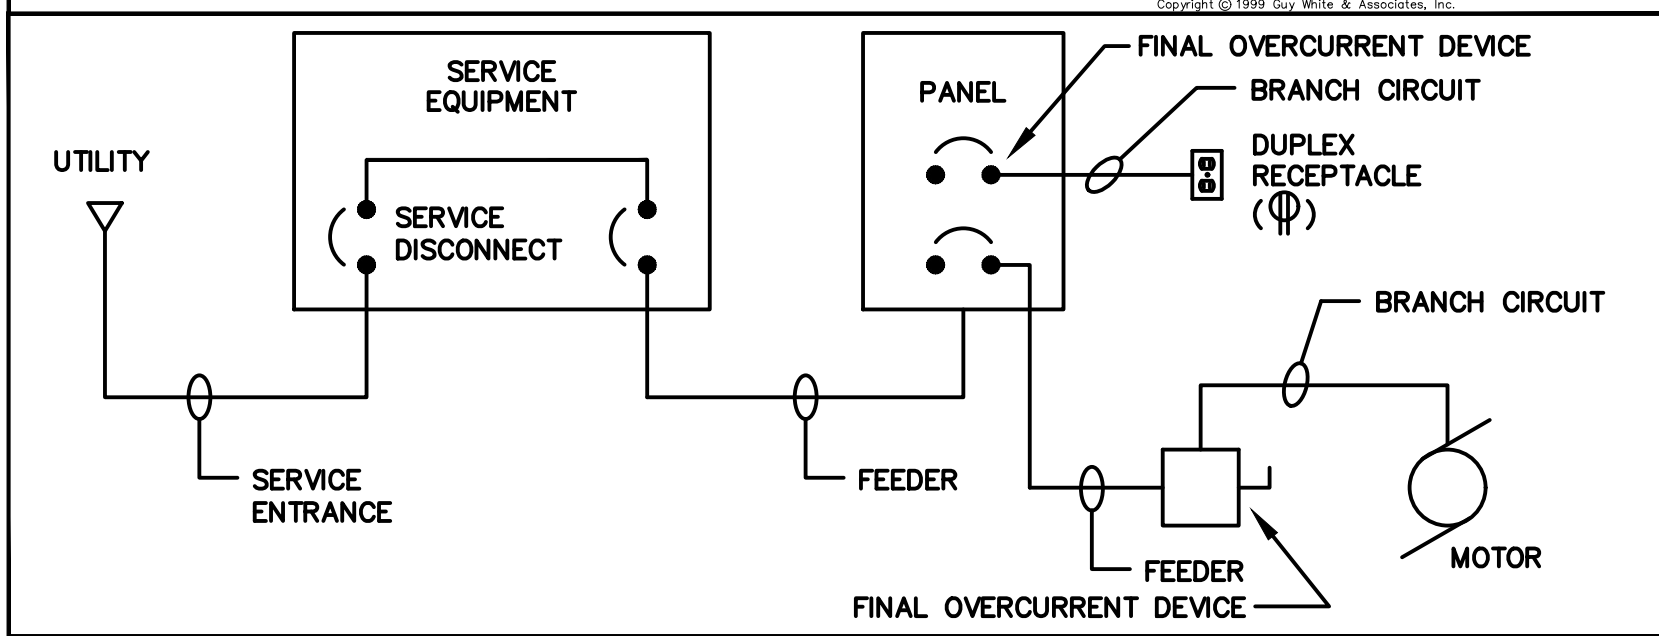 Copyright © 1999 Guy White & Associates, Inc.
SERVICE
EQUIPMENT
UTILITY
SERVICE
DISCONNECT
SERVICE
ENTRANCE
FEEDER
PANEL
FINAL OVERCURRENT DEVICE
BRANCH CIRCUIT
DUPLEX
RECEPTACLE
BRANCH CIRCUIT
MOTOR
FEEDER
FINAL OVERCURRENT DEVICE